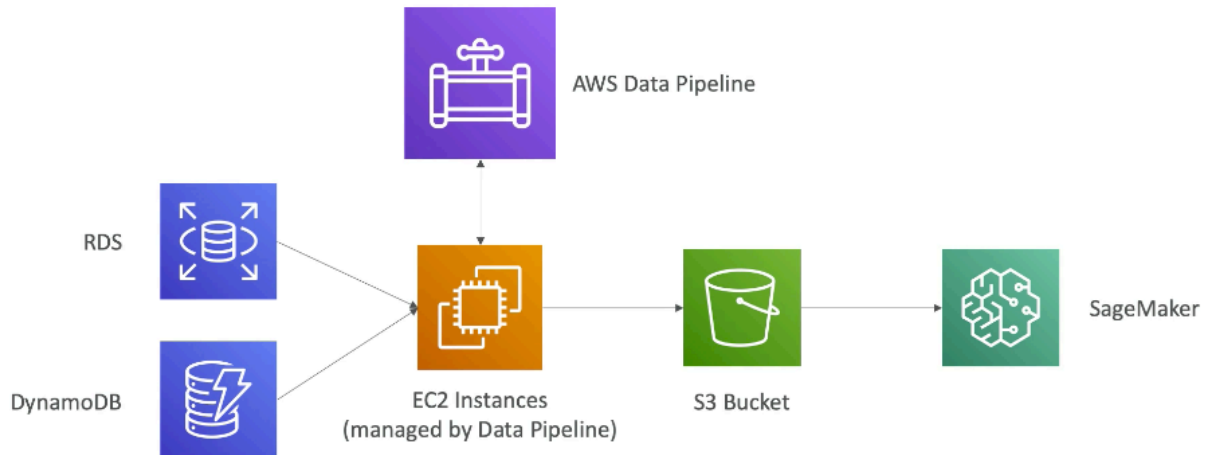 AWS Data Pipeline
RDS
DynamoDB
EC2 Instances
(managed by Data Pipeline)
S3 Bucket
SageMaker